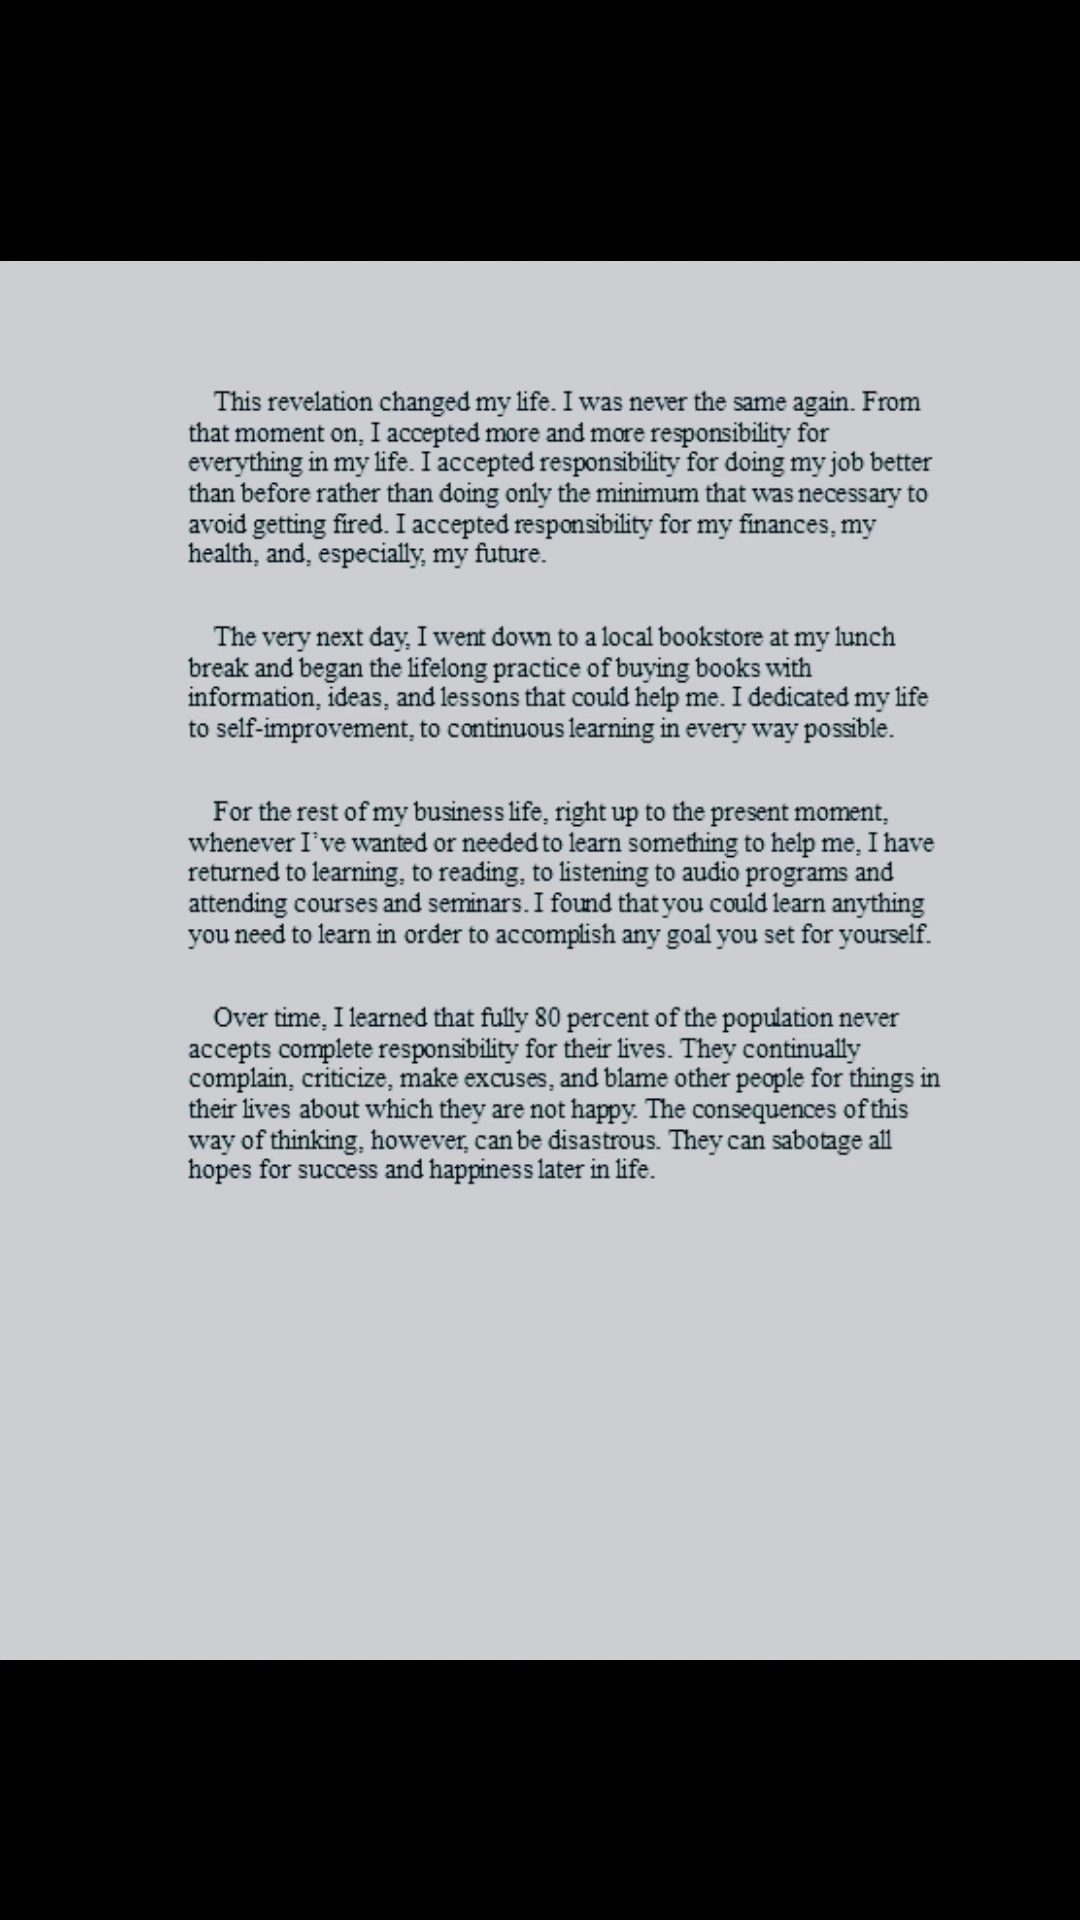 This revelation changed my life. I was never the same again. From
that moment on, I accepted more and more responsibility for
everything in my life. I accepted responsibility for doing my job better
than before rather than doing only the minimum that was necessary to
avoid getting fired. I accepted responsibility for my finances, my
health, and, especially, my future.
The very next day, I went down to a local bookstore at my lunch
break and began the lifelong practice of buying books with
information, ideas, and lessons that could help me. I dedicated my life
to self-improvement, to continuous learning in every way possible.
For the rest of my business life, right up to the present moment,
whenever I’ve wanted or needed to learn something to help me, I have
returned to learning, to reading, to listening to audio programs and
attending courses and seminars. I found that you could learn anything
you need to learn in order to accomplish any goal you set for yourself.
Over time, I learned that fully 80 percent of the population never
accepts complete responsibility for their lives. They continually
complain, criticize, make excuses, and blame other people for things in
their lives about which they are not happy. The consequences of this
way of thinking, however, can be disastrous. They can sabotage all
hopes for success and happiness later in life.